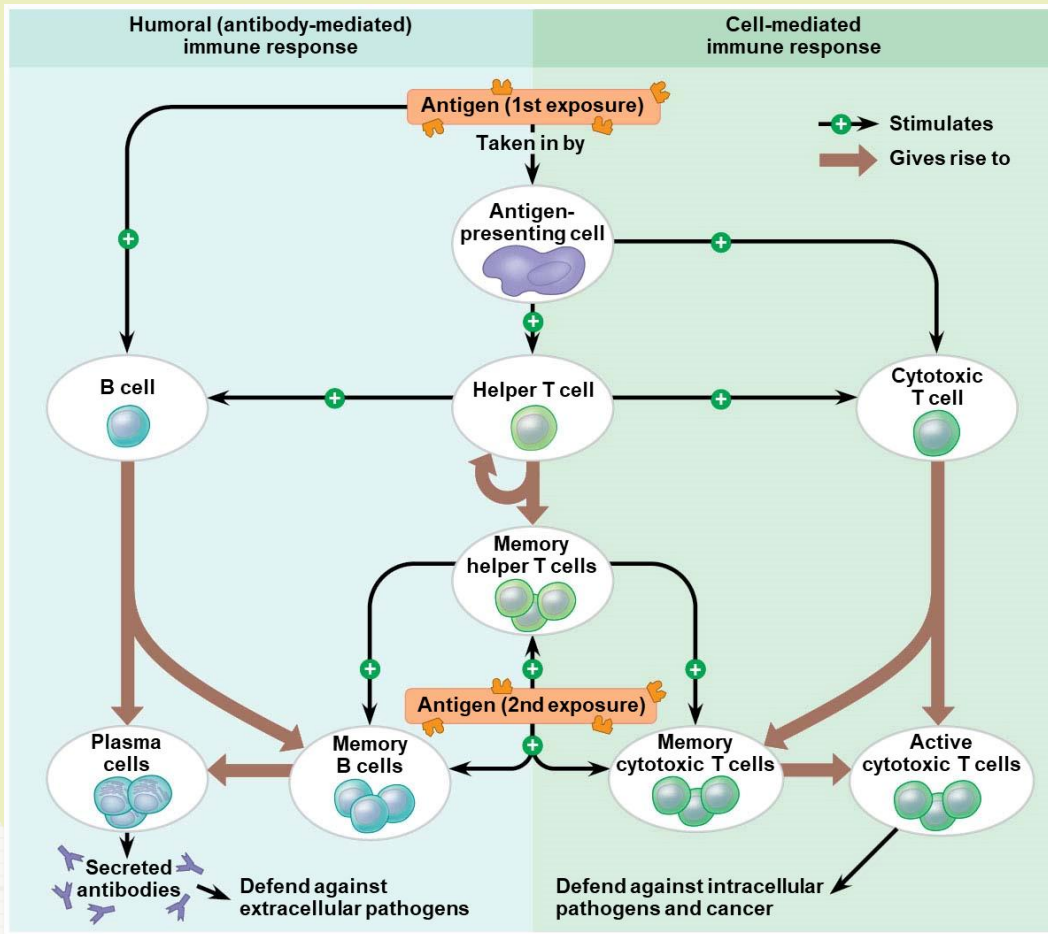 Humoral (antibody-mediated)
immune response
Cell-mediated
immune response
Antigen (1st exposure)
Taken in by
Stimulates
Gives rise to
Antigen-
presenting cell
B cell
Helper T cell
Cytotoxic
T cell
Memory
helper T cells
Antigen (2nd exposure)
Plasma
cells
Memory
B cells
Memory
cytotoxic T cells
Active
cytotoxic T cells
Secreted
antibodies
Defend against
extracellular pathogens
Defend against intracellular
pathogens and cancer